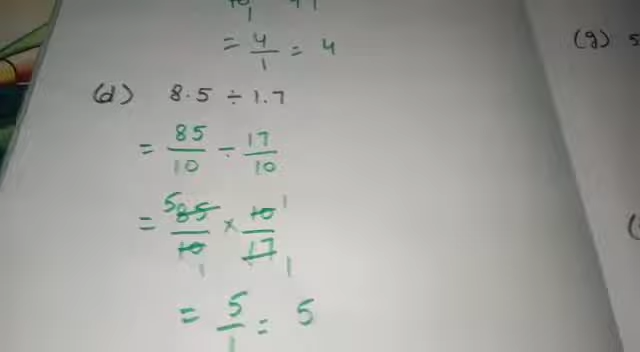 = 4/1 = 4
(g) 5
(d) 8.5 ÷ 1.7
= 85/10 ÷ 17/10
= 5 85/10 1 × 10/17 1 1
= 5/1 = 5